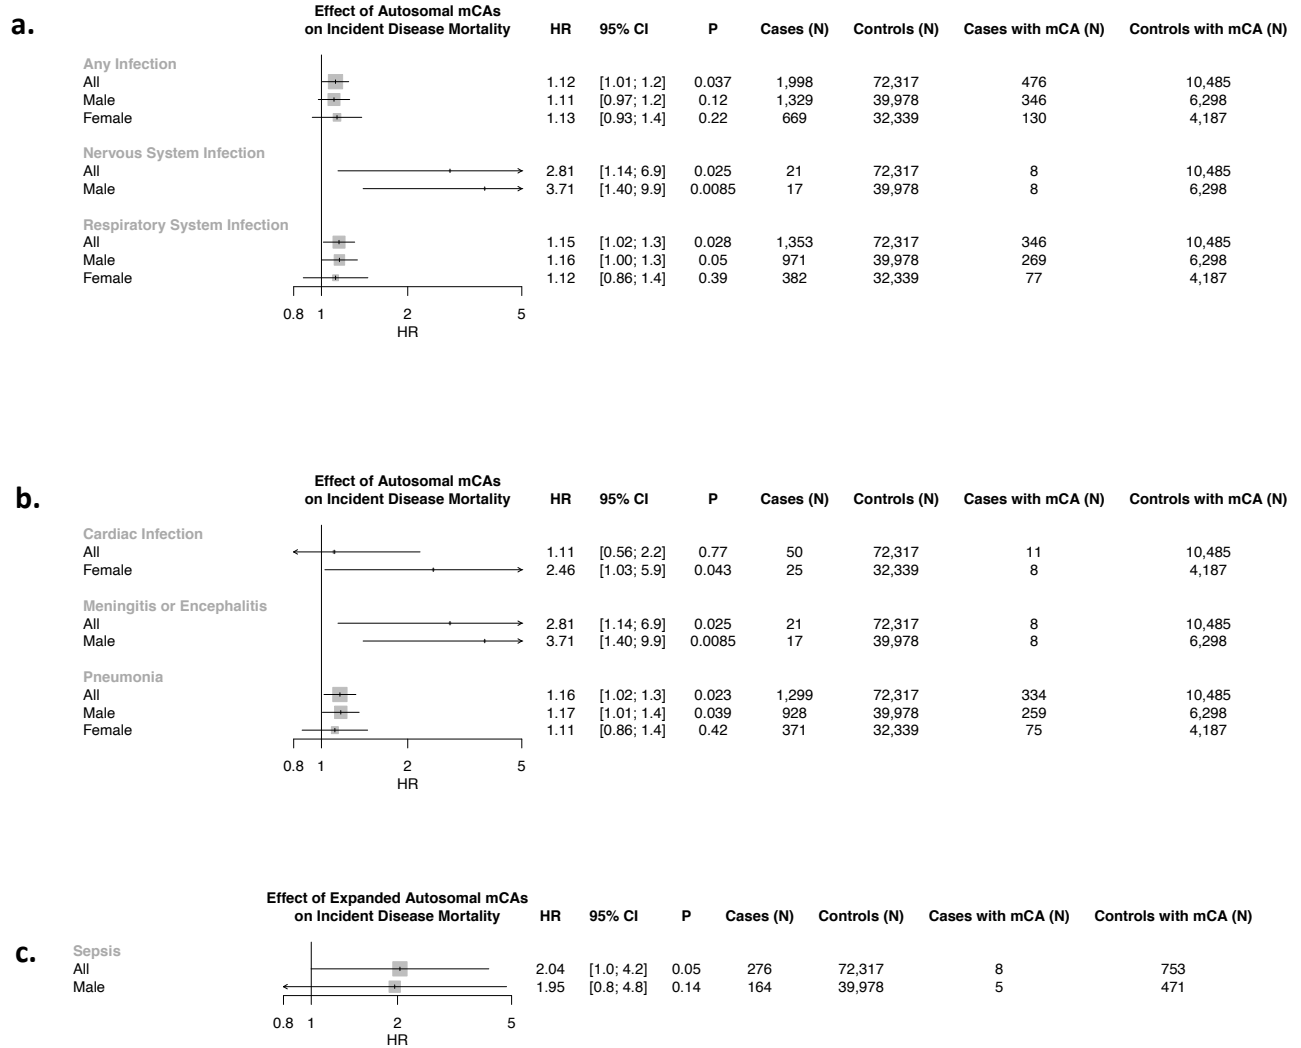 a.
Effect of Autosomal mCAs
on Incident Disease Mortality HR 95% CI P Cases (N) Controls (N) Cases with mCA (N) Controls with mCA (N)
Any Infection
All 1.12 [1.01; 1.2] 0.037 1,998 72,317 476 10,485
Male 1.11 [0.97; 1.2] 0.12 1,329 39,978 346 6,298
Female 1.13 [0.93; 1.4] 0.22 669 32,339 130 4,187
Nervous System Infection
All 2.81 [1.14; 6.9] 0.025 21 72,317 8 10,485
Male 3.71 [1.40; 9.9] 0.0085 17 39,978 8 6,298
Respiratory System Infection
All 1.15 [1.02; 1.3] 0.028 1,353 72,317 346 10,485
Male 1.16 [1.00; 1.3] 0.05 971 39,978 269 6,298
Female 1.12 [0.86; 1.4] 0.39 382 32,339 77 4,187
0.8 1 2 5
HR
b.
Effect of Autosomal mCAs
on Incident Disease Mortality HR 95% CI P Cases (N) Controls (N) Cases with mCA (N) Controls with mCA (N)
Cardiac Infection
All 1.11 [0.56; 2.2] 0.77 50 72,317 11 10,485
Female 2.46 [1.03; 5.9] 0.043 25 32,339 8 4,187
Meningitis or Encephalitis
All 2.81 [1.14; 6.9] 0.025 21 72,317 8 10,485
Male 3.71 [1.40; 9.9] 0.0085 17 39,978 8 6,298
Pneumonia
All 1.16 [1.02; 1.3] 0.023 1,299 72,317 334 10,485
Male 1.17 [1.01; 1.4] 0.039 928 39,978 259 6,298
Female 1.11 [0.86; 1.4] 0.42 371 32,339 75 4,187
0.8 1 2 5
HR
c.
Effect of Expanded Autosomal mCAs
on Incident Disease Mortality HR 95% CI P Cases (N) Controls (N) Cases with mCA (N) Controls with mCA (N)
Sepsis
All 2.04 [1.0; 4.2] 0.05 276 72,317 8 753
Male 1.95 [0.8; 4.8] 0.14 164 39,978 5 471
0.8 1 2 5
HR